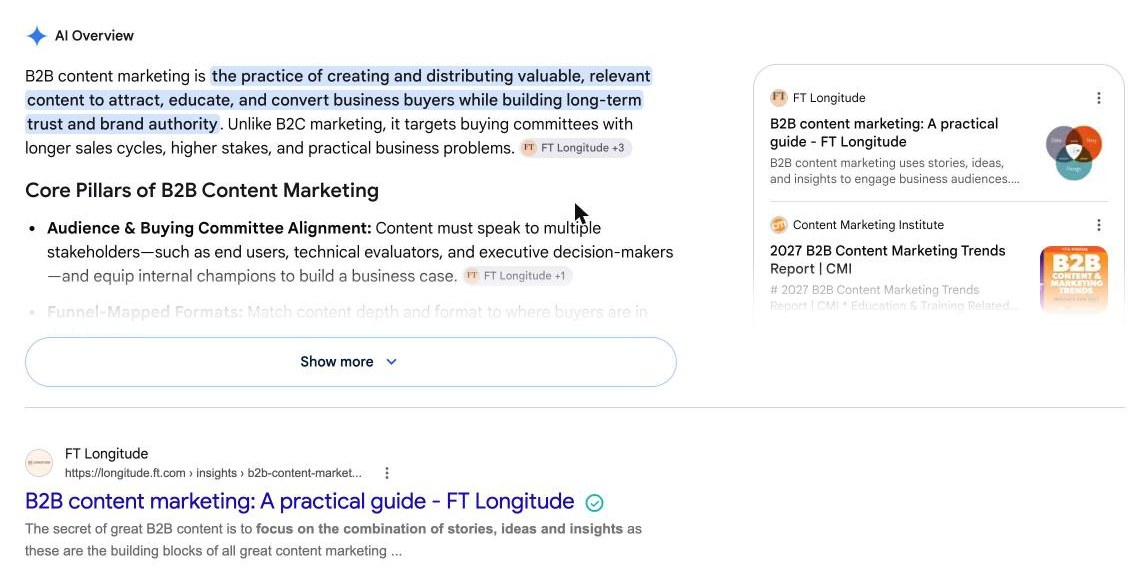 AI Overview
B2B content marketing is the practice of creating and distributing valuable, relevant
content to attract, educate, and convert business buyers while building long-term
trust and brand authority. Unlike B2C marketing, it targets buying committees with
longer sales cycles, higher stakes, and practical business problems. FT FT Longitude +3
Core Pillars of B2B Content Marketing
• Audience & Buying Committee Alignment: Content must speak to multiple
stakeholders—such as end users, technical evaluators, and executive decision-makers
—and equip internal champions to build a business case. FT FT Longitude +1
• Funnel-Mapped Formats: Match content depth and format to where buyers are in
Show more
FT FT Longitude
B2B content marketing: A practical
guide - FT Longitude
B2B content marketing uses stories, ideas,
and insights to engage business audiences....
Content Marketing Institute
2027 B2B Content Marketing Trends
Report | CMI
# 2027 B2B Content Marketing Trends
Report | CMI * Education & Training Related...
B2B
CONTENT &
MARKETING
TRENDS
FT Longitude
https://longitude.ft.com › insights › b2b-content-market...
B2B content marketing: A practical guide - FT Longitude
The secret of great B2B content is to focus on the combination of stories, ideas and insights as
these are the building blocks of all great content marketing ...